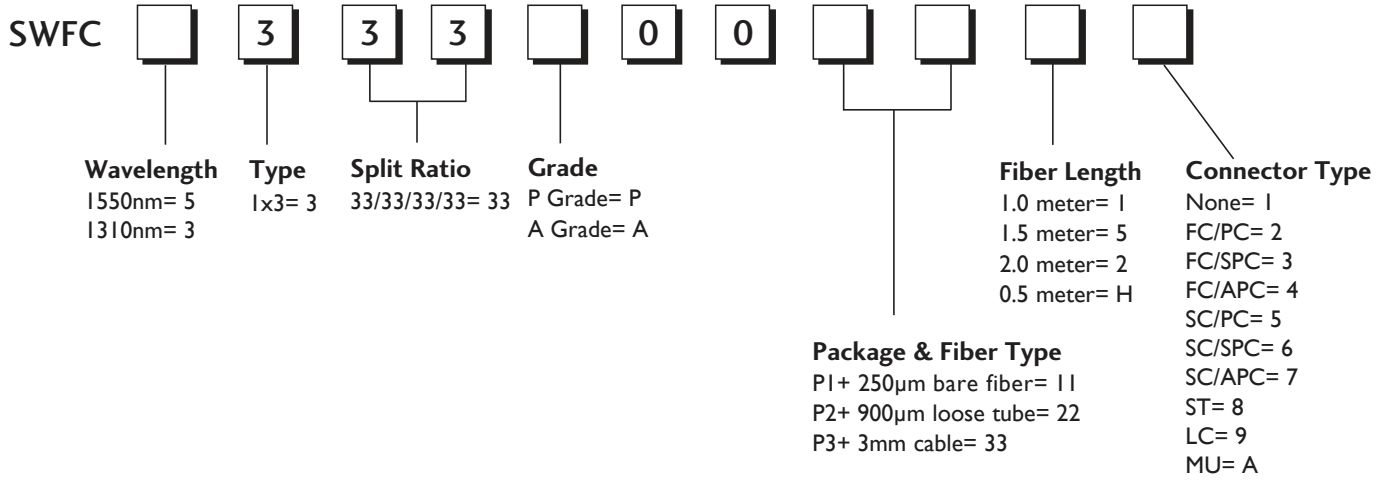 SWFC 3 3 3 0 0
Wavelength
1550nm= 5
1310nm= 3
Type
1x3= 3
Split Ratio
33/33/33/33= 33
Grade
P Grade= P
A Grade= A
Package & Fiber Type
P1+ 250µm bare fiber= 11
P2+ 900µm loose tube= 22
P3+ 3mm cable= 33
Fiber Length
1.0 meter= 1
1.5 meter= 5
2.0 meter= 2
0.5 meter= H
Connector Type
None= 1
FC/PC= 2
FC/SPC= 3
FC/APC= 4
SC/PC= 5
SC/SPC= 6
SC/APC= 7
ST= 8
LC= 9
MU= A